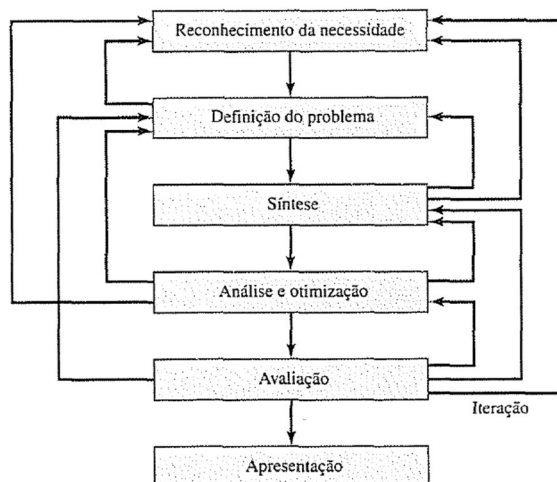 Reconhecimento da necessidade
Definição do problema
Síntese
Análise e otimização
Avaliação
Iteração
Apresentação